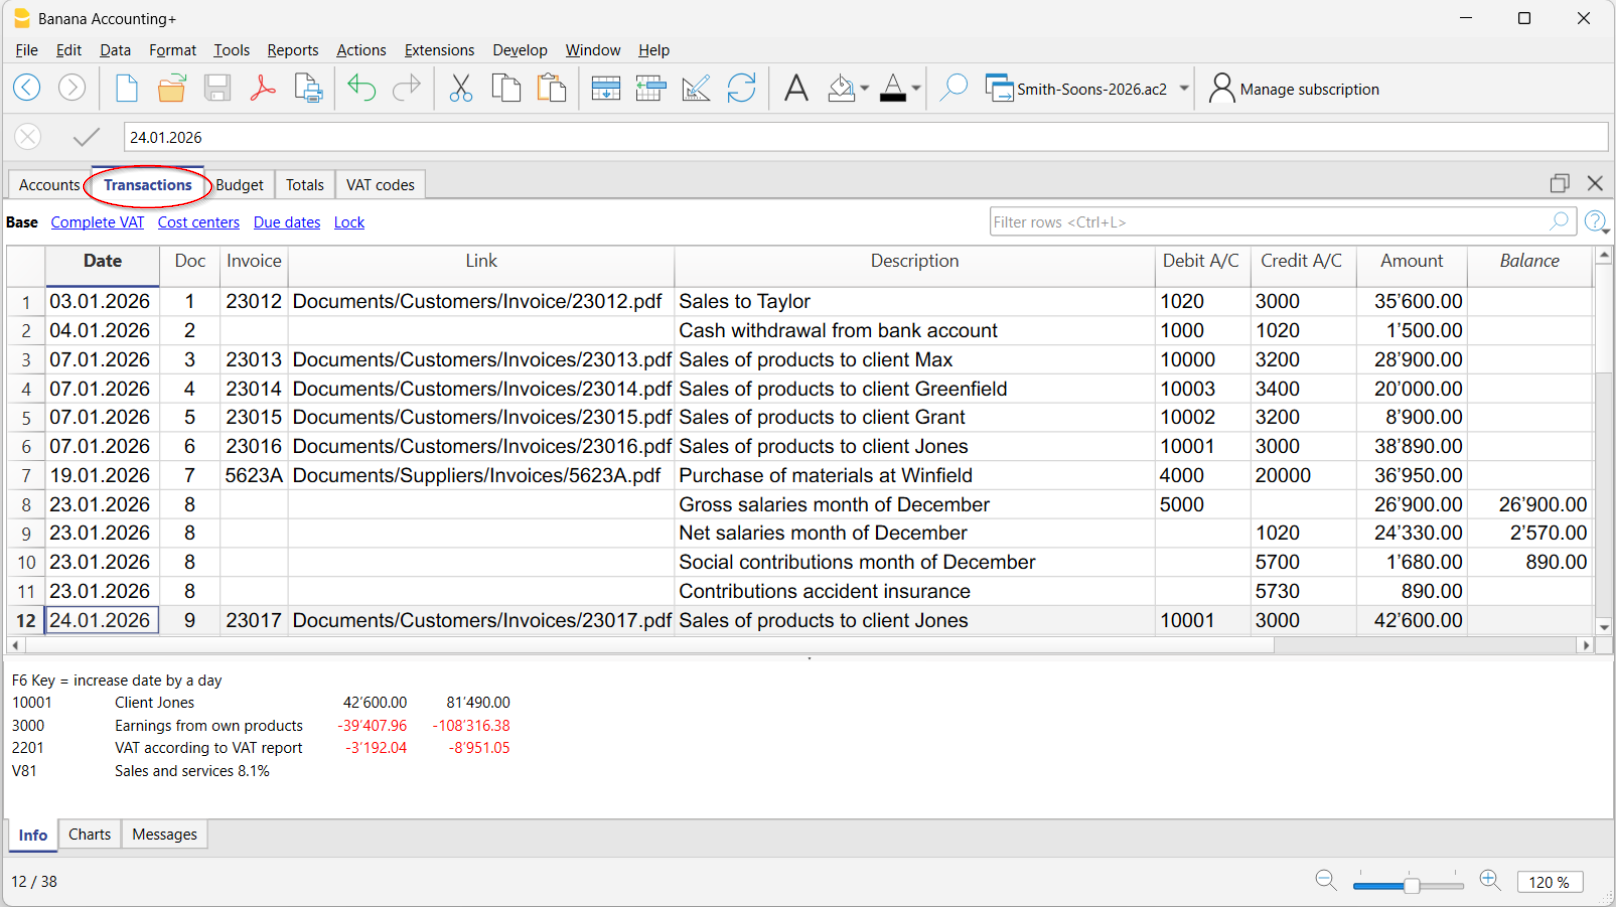 Banana Accounting+
File Edit Data Format Tools Reports Actions Extensions Develop Window Help
Smith-Soons-2026.ac2 Manage subscription
24.01.2026
Accounts Transactions Budget Totals VAT codes
Base Complete VAT Cost centers Due dates Lock Filter rows <Ctrl+L>
Date Doc Invoice Link Description Debit A/C Credit A/C Amount Balance
1 03.01.2026 1 23012 Documents/Customers/Invoice/23012.pdf Sales to Taylor 1020 3000 35'600.00
2 04.01.2026 2 Cash withdrawal from bank account 1000 1020 1'500.00
3 07.01.2026 3 23013 Documents/Customers/Invoices/23013.pdf Sales of products to client Max 10000 3200 28'900.00
4 07.01.2026 4 23014 Documents/Customers/Invoices/23014.pdf Sales of products to client Greenfield 10003 3400 20'000.00
5 07.01.2026 5 23015 Documents/Customers/Invoices/23015.pdf Sales of products to client Grant 10002 3200 8'900.00
6 07.01.2026 6 23016 Documents/Customers/Invoices/23016.pdf Sales of products to client Jones 10001 3000 38'890.00
7 19.01.2026 7 5623A Documents/Suppliers/Invoices/5623A.pdf Purchase of materials at Winfield 4000 20000 36'950.00
8 23.01.2026 8 Gross salaries month of December 5000 26'900.00 26'900.00
9 23.01.2026 8 Net salaries month of December 1020 24'330.00 2'570.00
10 23.01.2026 8 Social contributions month of December 5700 1'680.00 890.00
11 23.01.2026 8 Contributions accident insurance 5730 890.00
12 24.01.2026 9 23017 Documents/Customers/Invoices/23017.pdf Sales of products to client Jones 10001 3000 42'600.00
F6 Key = increase date by a day
10001 Client Jones 42'600.00 81'490.00
3000 Earnings from own products -39'407.96 -108'316.38
2201 VAT according to VAT report -3'192.04 -8'951.05
V81 Sales and services 8.1%
Info Charts Messages
12 / 38 120 %